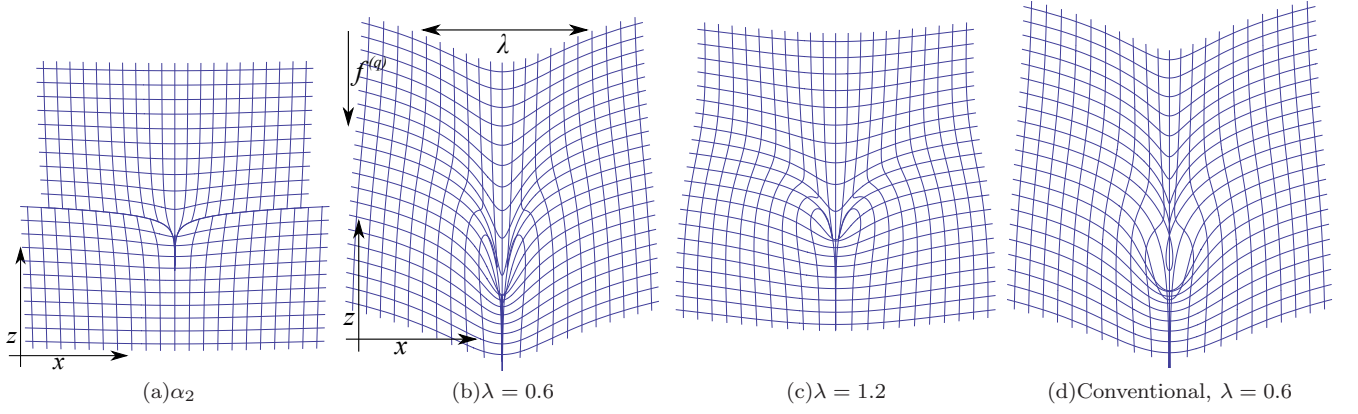 λ
f^(q)
z
x
z
x
(a)α₂
(b)λ = 0.6
(c)λ = 1.2
(d)Conventional, λ = 0.6